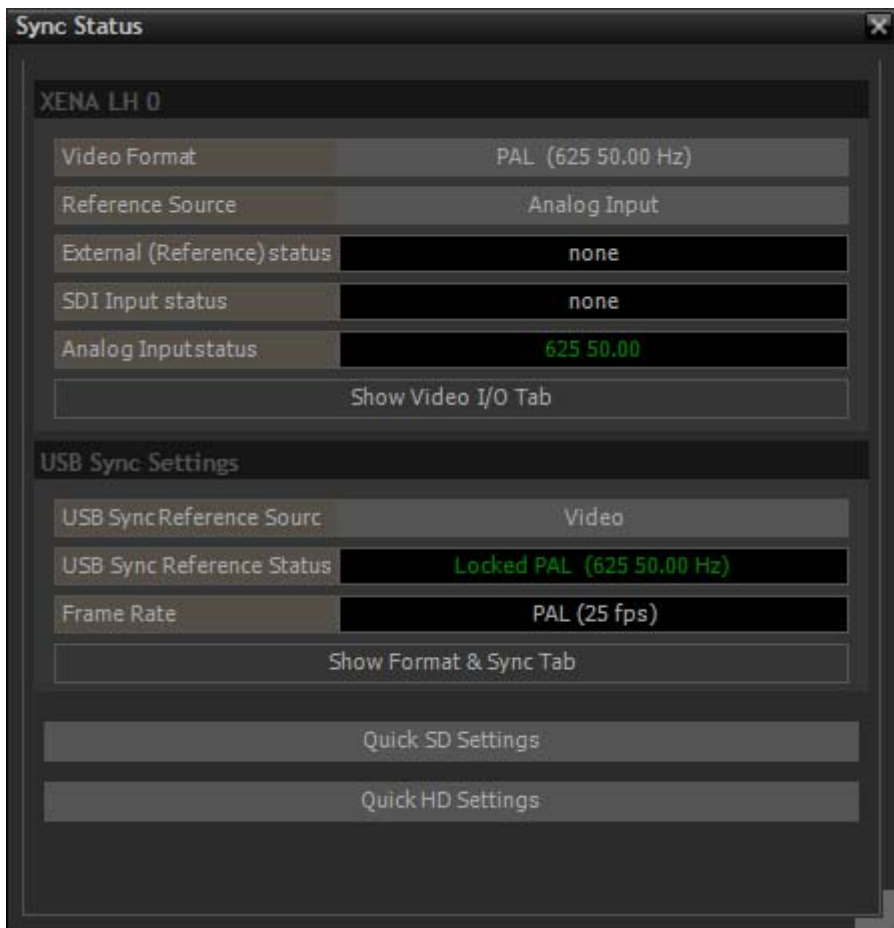 Sync Status
XENA LH 0
Video Format PAL (625 50.00 Hz)
Reference Source Analog Input
External (Reference) status none
SDI Input status none
Analog Input status 625 50.00
Show Video I/O Tab
USB Sync Settings
USB Sync Reference Sourc Video
USB Sync Reference Status Locked PAL (625 50.00 Hz)
Frame Rate PAL (25 fps)
Show Format & Sync Tab
Quick SD Settings
Quick HD Settings